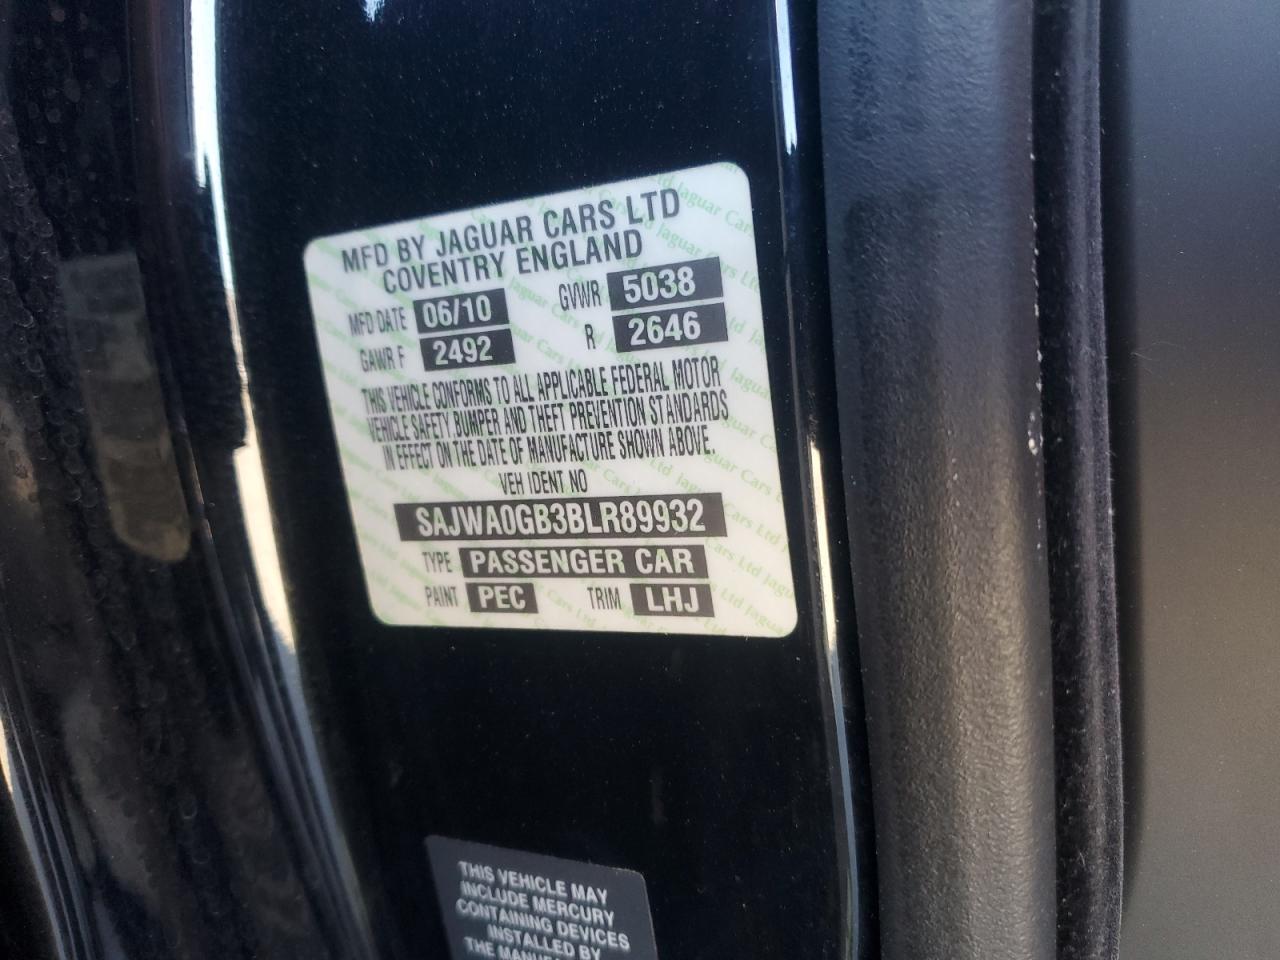 MFD BY JAGUAR CARS LTD
COVENTRY ENGLAND
MFD DATE 06/10 GVWR 5038
GAWR F 2492 R 2646
THIS VEHICLE CONFORMS TO ALL APPLICABLE FEDERAL MOTOR
VEHICLE SAFETY BUMPER AND THEFT PREVENTION STANDARDS
IN EFFECT ON THE DATE OF MANUFACTURE SHOWN ABOVE.
VEH IDENT NO
SAJWA0GB3BLR89932
TYPE PASSENGER CAR
PAINT PEC TRIM LHJ
THIS VEHICLE MAY
INCLUDE MERCURY
CONTAINING DEVICES
INSTALLED BY
THE